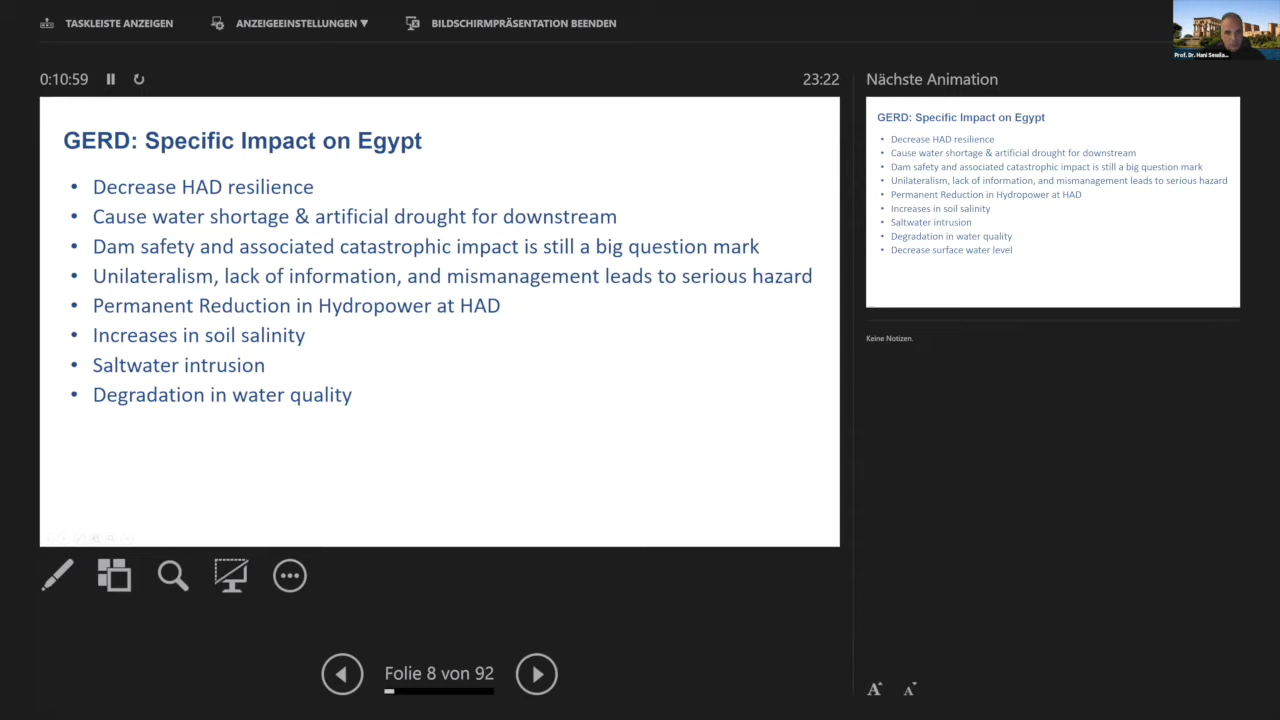 TASKLEISTE ANZEIGEN
ANZEIGEEINSTELLUNGEN ▼
BILDSCHIRMPRÄSENTATION BEENDEN
0:10:59
23:22
GERD: Specific Impact on Egypt
• Decrease HAD resilience
• Cause water shortage & artificial drought for downstream
• Dam safety and associated catastrophic impact is still a big question mark
• Unilateralism, lack of information, and mismanagement leads to serious hazard
• Permanent Reduction in Hydropower at HAD
• Increases in soil salinity
• Saltwater intrusion
• Degradation in water quality
Folie 8 von 92
Prof. Dr. Hani Sewila...
Nächste Animation
GERD: Specific Impact on Egypt
• Decrease HAD resilience
• Cause water shortage & artificial drought for downstream
• Dam safety and associated catastrophic impact is still a big question mark
• Unilateralism, lack of information, and mismanagement leads to serious hazard
• Permanent Reduction in Hydropower at HAD
• Increases in soil salinity
• Saltwater intrusion
• Degradation in water quality
• Decrease surface water level
Keine Notizen.
A A